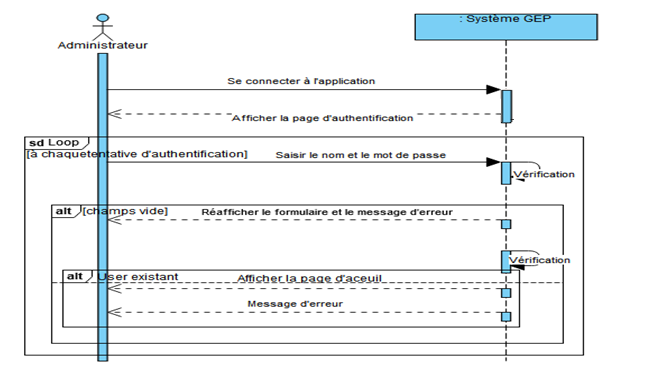 : Système GEP
Administrateur
Se connecter à l'application
Afficher la page d'authentification
sd Loop
[à chaquetentative d'authentification]
Saisir le nom et le mot de passe
Vérification
alt [champs vide]
Réafficher le formulaire et le message d'erreur
Vérification
alt User existant
Afficher la page d'aceuil
Message d'erreur